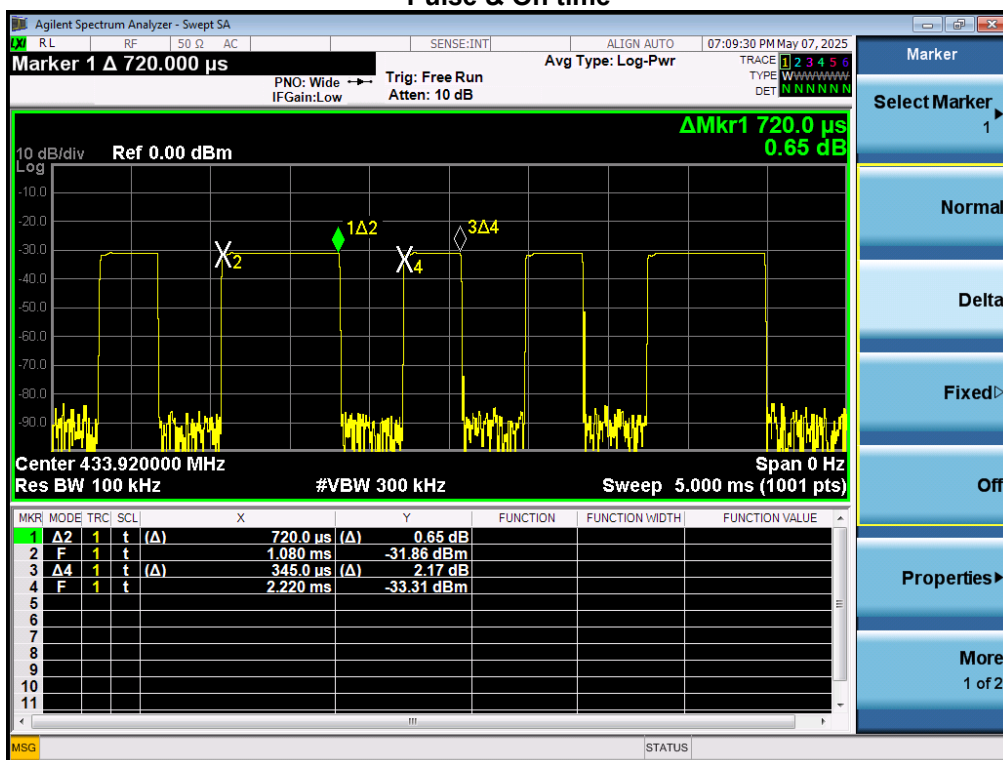 Pulse & On time
Agilent Spectrum Analyzer - Swept SA
LXI RL RF 50 Ω AC SENSE:INT ALIGN AUTO 07:09:30 PM May 07, 2025
Marker 1 Δ 720.000 µs
PNO: Wide
IFGain:Low
Trig: Free Run
Atten: 10 dB
Avg Type: Log-Pwr
TRACE 1 2 3 4 5 6
TYPE WWWWWW
DET N N N N N N
ΔMkr1 720.0 µs
0.65 dB
10 dB/div Ref 0.00 dBm
Log
-10.0
-20.0
-30.0
-40.0
-50.0
-60.0
-70.0
-80.0
-90.0
1Δ2
3Δ4
X2
X4
Center 433.920000 MHz Span 0 Hz
Res BW 100 kHz #VBW 300 kHz Sweep 5.000 ms (1001 pts)
MKR MODE TRC SCL X Y FUNCTION FUNCTION WIDTH FUNCTION VALUE
1 Δ2 1 t (Δ) 720.0 µs (Δ) 0.65 dB
2 F 1 t 1.080 ms -31.86 dBm
3 Δ4 1 t (Δ) 345.0 µs (Δ) 2.17 dB
4 F 1 t 2.220 ms -33.31 dBm
5
6
7
8
9
10
11
MSG STATUS
Marker
Select Marker
1
Normal
Delta
Fixed
Off
Properties
More
1 of 2